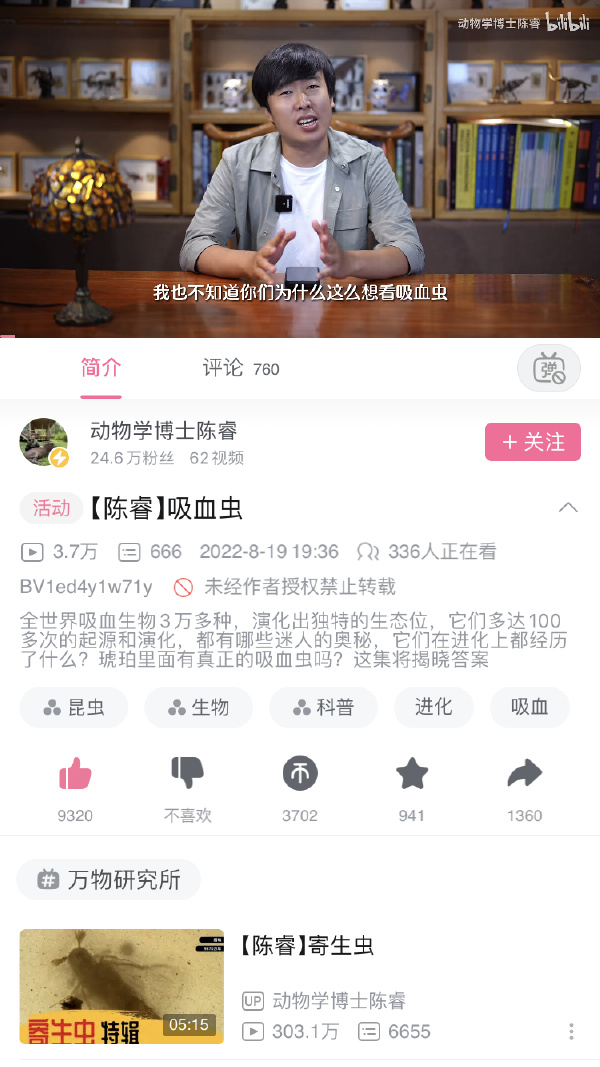 动物学博士陈睿 bilibili
我也不知道你们为什么这么想看吸血虫
简介 评论 760
弹
动物学博士陈睿
24.6万粉丝 62视频
+ 关注
活动 【陈睿】吸血虫
3.7万 666 2022-8-19 19:36 336人正在看
BV1ed4y1w71y 未经作者授权禁止转载
全世界吸血生物3万多种，演化出独特的生态位，它们多达100
多次的起源和演化，都有哪些迷人的奥秘，它们在进化上都经历
了什么？琥珀里面有真正的吸血虫吗？这集将揭晓答案
昆虫 生物 科普 进化 吸血
9320 不喜欢 3702 941 1360
# 万物研究所
【陈睿】寄生虫
寄生虫 特辑 05:15
UP 动物学博士陈睿
303.1万 6655